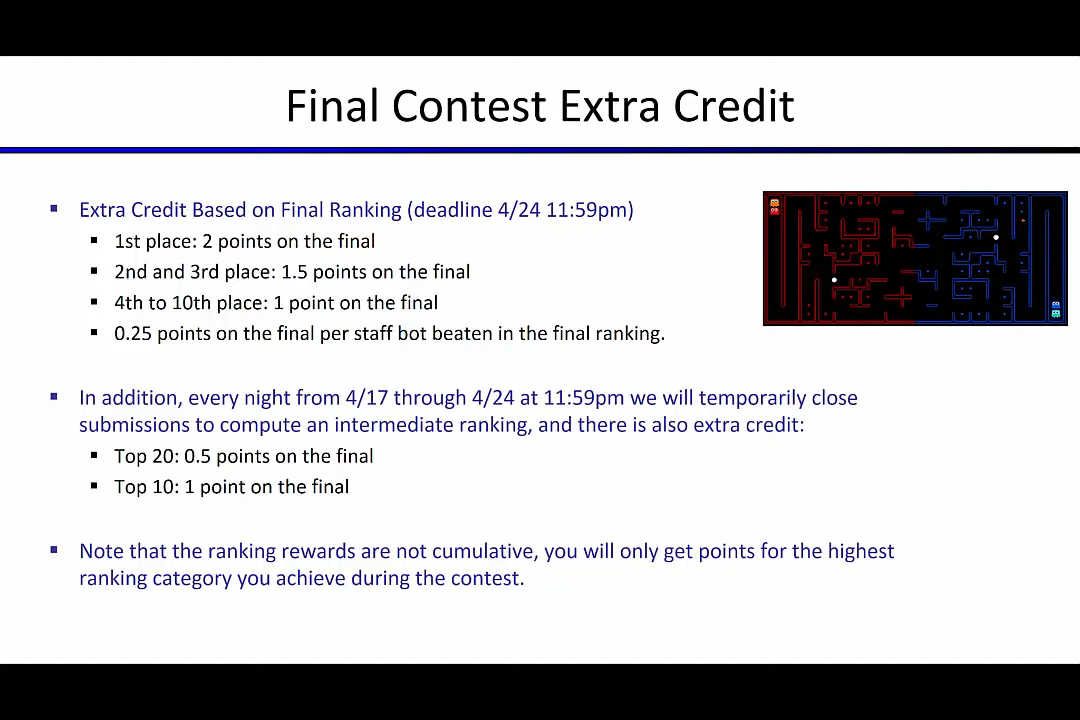 Final Contest Extra Credit
▪ Extra Credit Based on Final Ranking (deadline 4/24 11:59pm)
▪ 1st place: 2 points on the final
▪ 2nd and 3rd place: 1.5 points on the final
▪ 4th to 10th place: 1 point on the final
▪ 0.25 points on the final per staff bot beaten in the final ranking.
▪ In addition, every night from 4/17 through 4/24 at 11:59pm we will temporarily close
submissions to compute an intermediate ranking, and there is also extra credit:
▪ Top 20: 0.5 points on the final
▪ Top 10: 1 point on the final
▪ Note that the ranking rewards are not cumulative, you will only get points for the highest
ranking category you achieve during the contest.